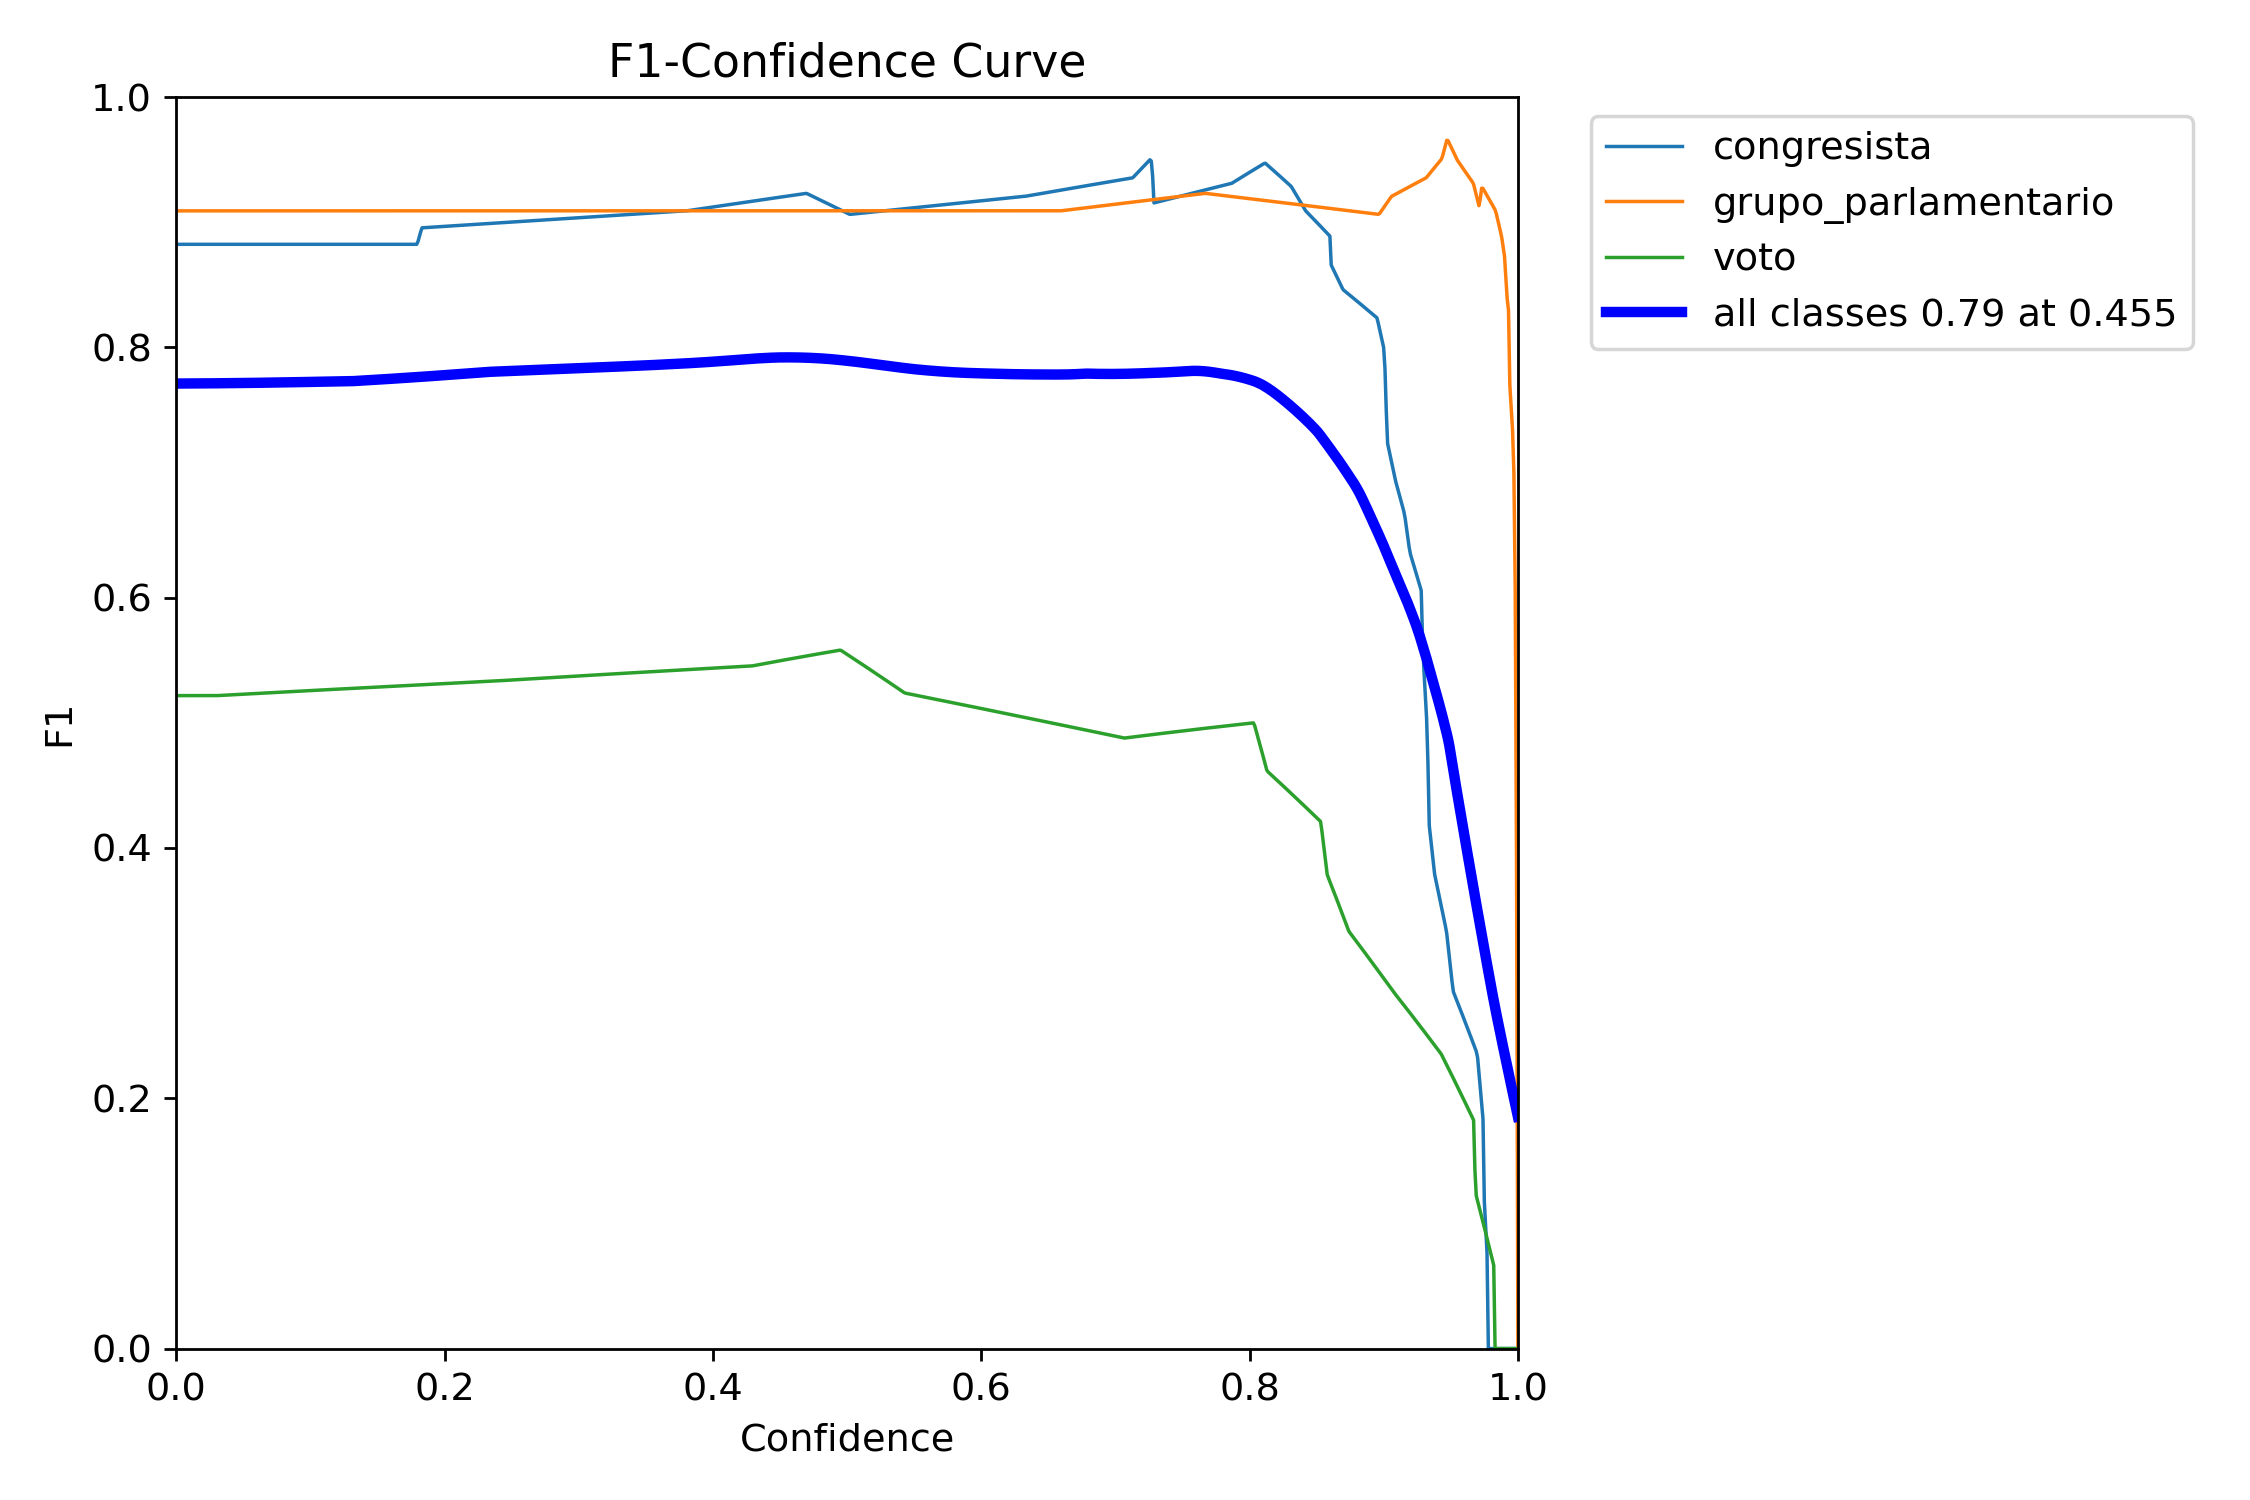 F1-Confidence Curve
1.0
0.8
0.6
0.4
0.2
0.0
F1
0.0 0.2 0.4 0.6 0.8 1.0
Confidence
congresista
grupo_parlamentario
voto
all classes 0.79 at 0.455